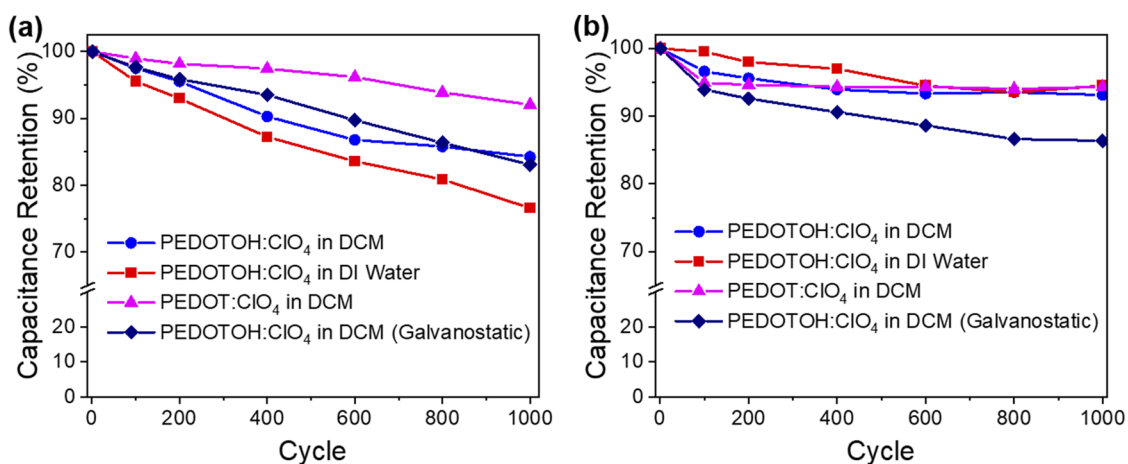 (a)
Capacitance Retention (%)
100
90
80
70
20
10
0
PEDOTOH:ClO₄ in DCM
PEDOTOH:ClO₄ in DI Water
PEDOT:ClO₄ in DCM
PEDOTOH:ClO₄ in DCM (Galvanostatic)
0 200 400 600 800 1000
Cycle
(b)
Capacitance Retention (%)
100
90
80
70
20
10
0
PEDOTOH:ClO₄ in DCM
PEDOTOH:ClO₄ in DI Water
PEDOT:ClO₄ in DCM
PEDOTOH:ClO₄ in DCM (Galvanostatic)
0 200 400 600 800 1000
Cycle